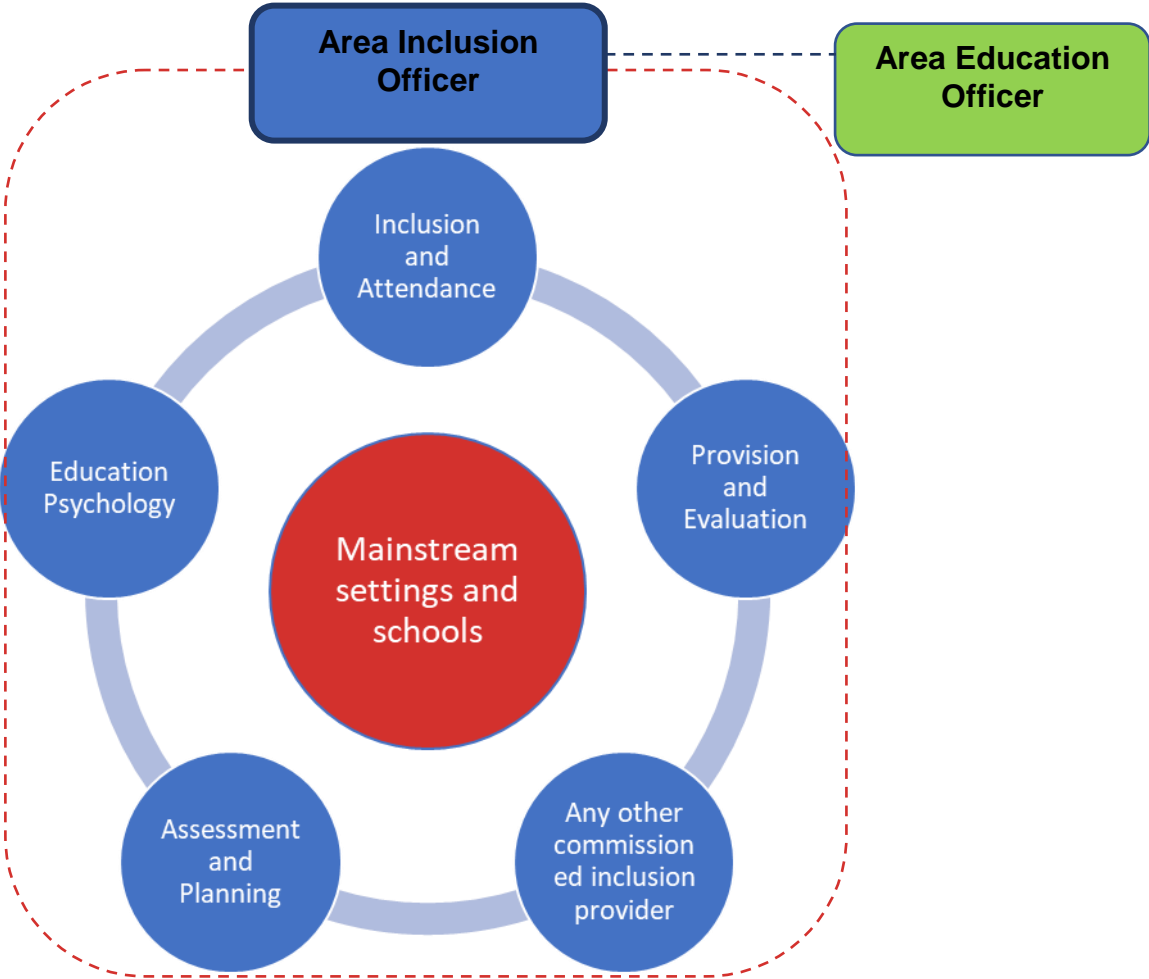 Area Inclusion
Officer
Area Education
Officer
Inclusion
and
Attendance
Education
Psychology
Provision
and
Evaluation
Mainstream
settings and
schools
Assessment
and
Planning
Any other
commission
ed inclusion
provider